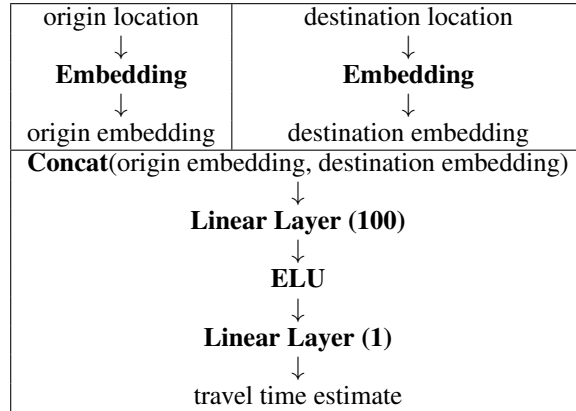 origin location
↓
Embedding
↓
origin embedding
destination location
↓
Embedding
↓
destination embedding
Concat(origin embedding, destination embedding)
↓
Linear Layer (100)
↓
ELU
↓
Linear Layer (1)
↓
travel time estimate